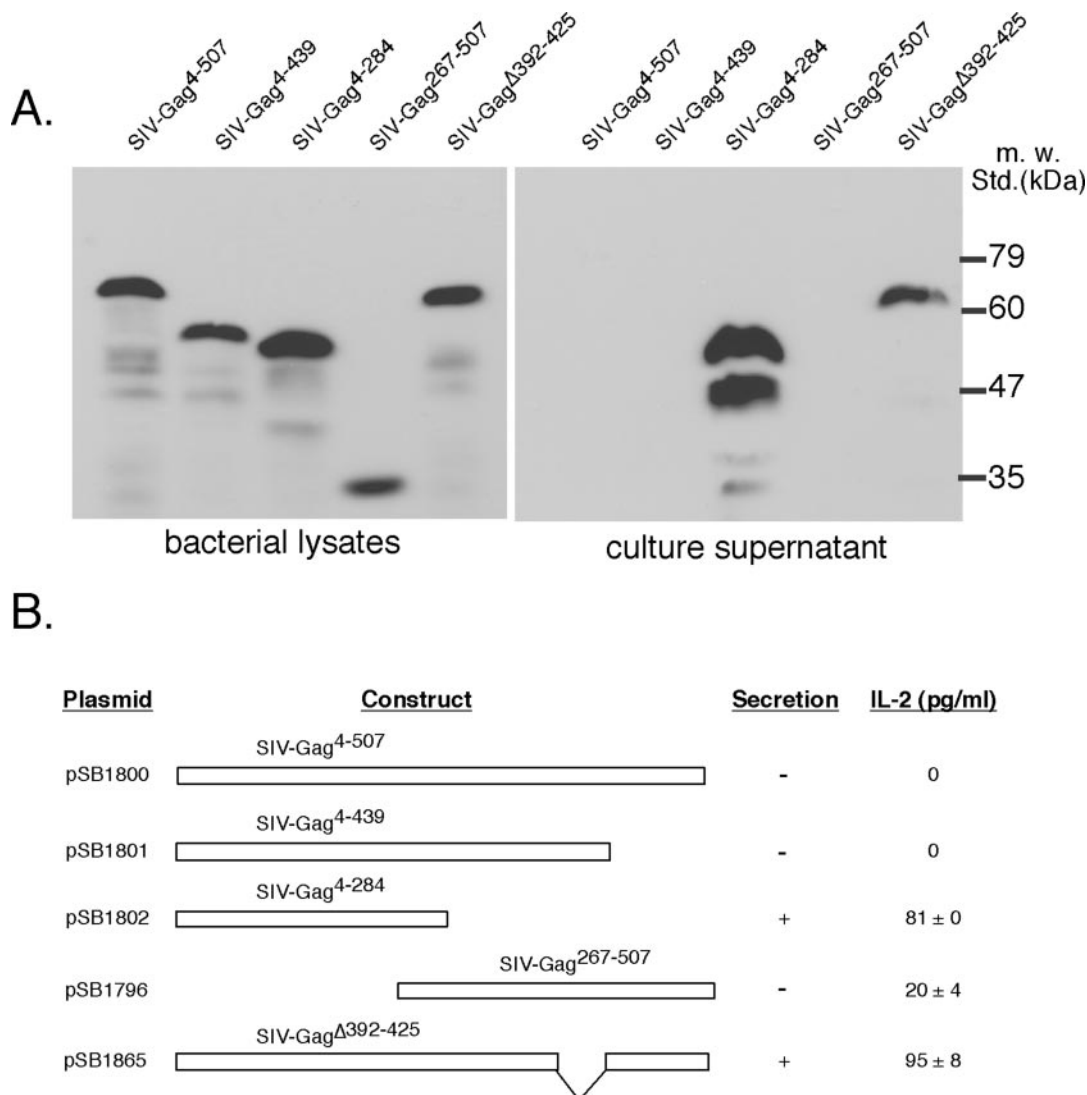 A.
SIV-Gag4-507 SIV-Gag4-439 SIV-Gag4-284 SIV-Gag267-507 SIV-GagΔ392-425 SIV-Gag4-507 SIV-Gag4-439 SIV-Gag4-284 SIV-Gag267-507 SIV-GagΔ392-425
m. w.
Std.(kDa)
79
60
47
35
bacterial lysates culture supernatant
B.
Plasmid Construct Secretion IL-2 (pg/ml)
SIV-Gag4-507
pSB1800 - 0
SIV-Gag4-439
pSB1801 - 0
SIV-Gag4-284
pSB1802 + 81 ± 0
SIV-Gag267-507
pSB1796 - 20 ± 4
SIV-GagΔ392-425
pSB1865 + 95 ± 8